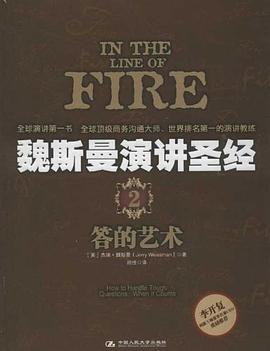 IN THE
LINE OF
FIRE
全球演讲第一书 全球顶级商务沟通大师、世界排名第一的演讲教练
魏斯曼演讲圣经
2
答的艺术
[美] 杰瑞·魏斯曼 (Jerry Weissman) 著
How to Handle Tough
Questions...When It Counts
李开复
中国人民大学出版社